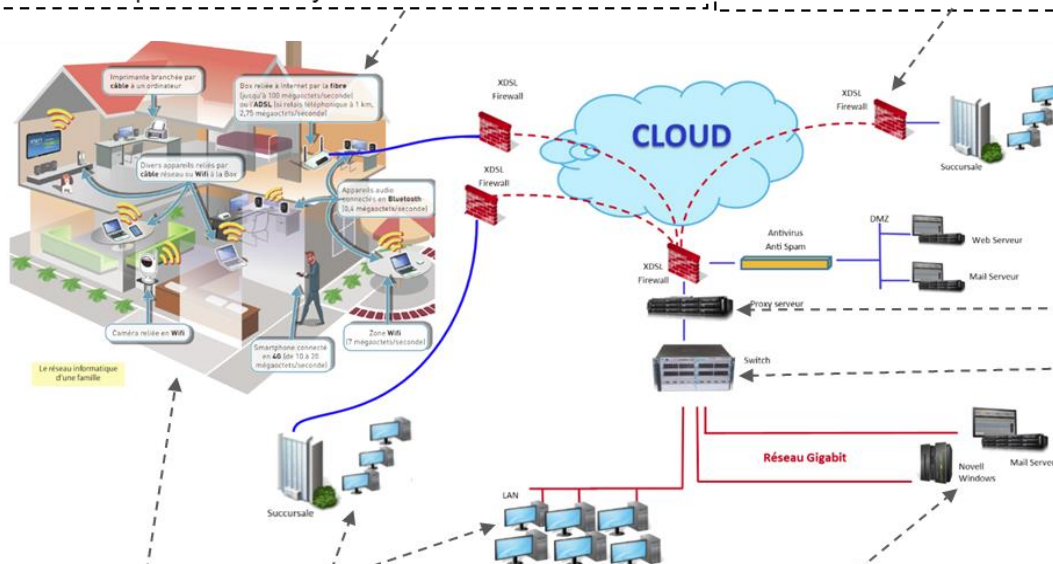 Imprimante branchée par
câble à un ordinateur
Box reliée à internet par la fibre
(jusqu'à 100 mégaoctets/seconde)
ou l'ADSL (si relais téléphonique à 1 km,
2,75 mégaoctets/seconde)
Divers appareils reliés par
câble réseau ou Wifi à la Box
Appareils audio
connectés en Bluetooth
(0,4 mégaoctets/seconde)
Caméra reliée en Wifi
Smartphone connecté
en 4G (de 10 à 20
mégaoctets/seconde)
Zone Wifi
(7 mégaoctets/seconde)
Le réseau informatique
d'une famille
XDSL
Firewall
XDSL
Firewall
CLOUD
XDSL
Firewall
Succursale
XDSL
Firewall
Antivirus
Anti Spam
DMZ
Web Serveur
Mail Serveur
Proxy serveur
Switch
Réseau Gigabit
Novell
Windows
Mail Server
Succursale
LAN